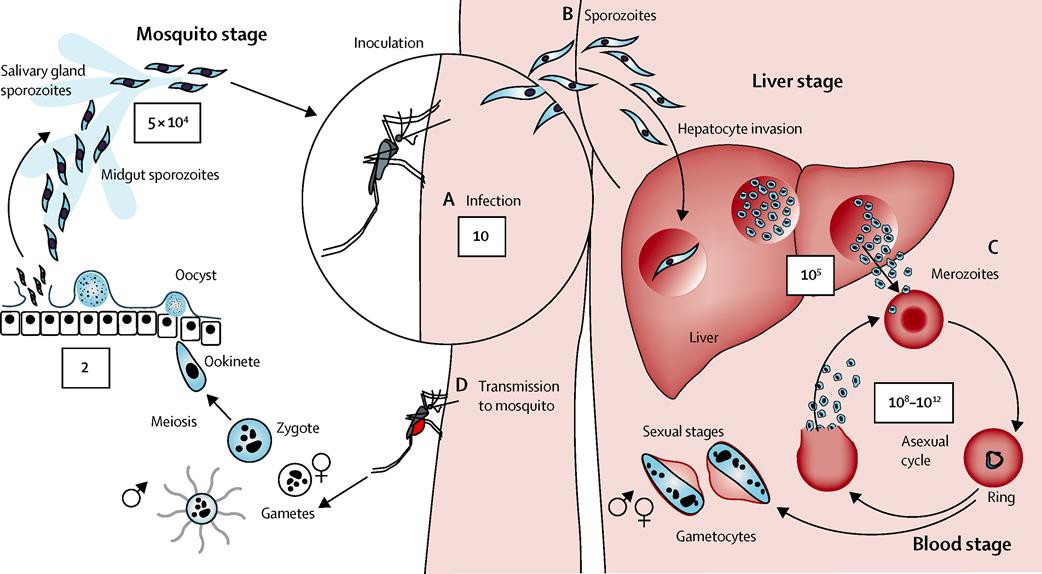 Mosquito stage
Salivary gland
sporozoites
5 × 10⁴
Midgut sporozoites
Oocyst
2
Ookinete
Meiosis
Zygote
♀
♂
Gametes
Inoculation
A Infection
10
D Transmission
to mosquito
B Sporozoites
Liver stage
Hepatocyte invasion
10⁵
Liver
C
Merozoites
10⁸–10¹²
Asexual
cycle
Ring
Sexual stages
♂♀
Gametocytes
Blood stage